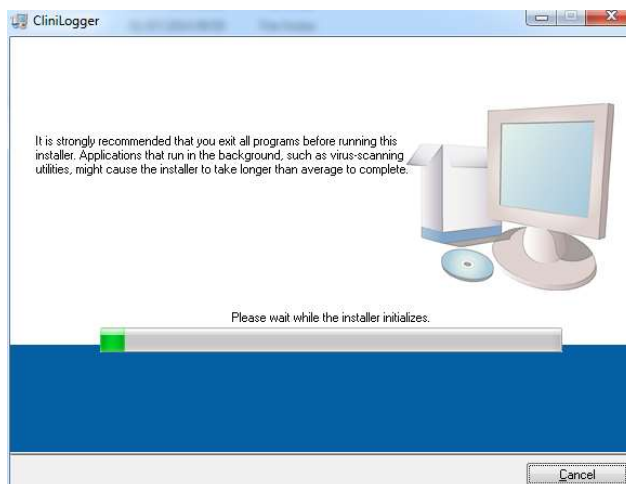 CliniLogger
It is strongly recommended that you exit all programs before running this
installer. Applications that run in the background, such as virus-scanning
utilities, might cause the installer to take longer than average to complete.
Please wait while the installer initializes.
Cancel